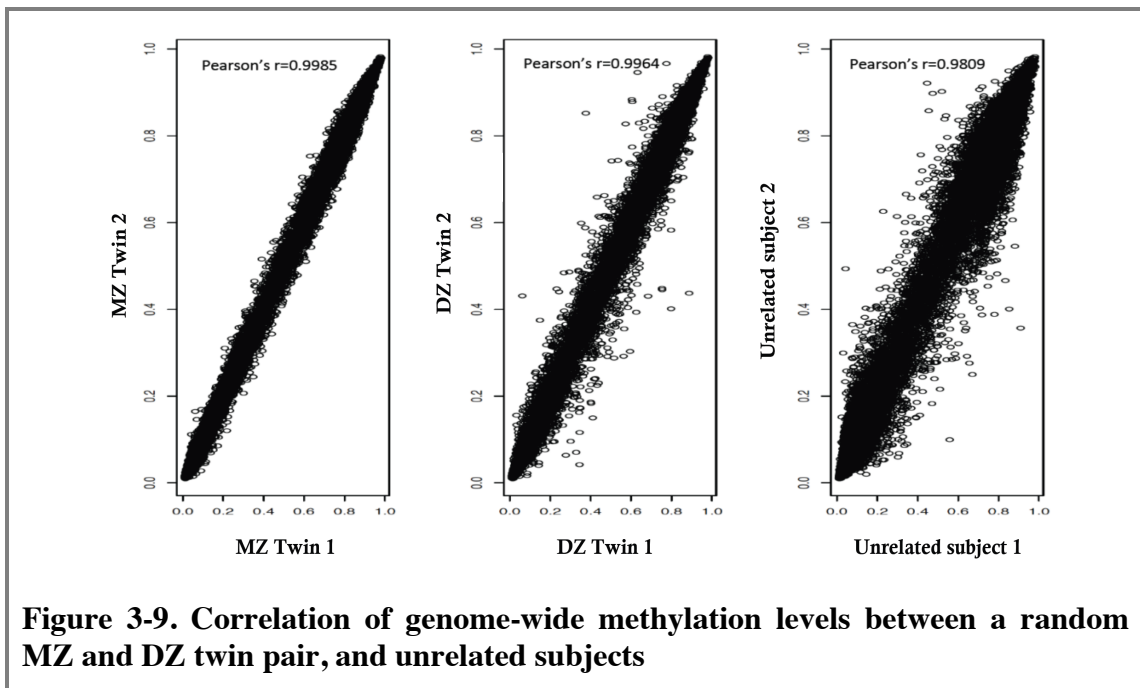 Pearson's r=0.9985
1.0
0.8
0.6
0.4
0.2
0.0
MZ Twin 2
0.0 0.2 0.4 0.6 0.8 1.0
MZ Twin 1
Pearson's r=0.9964
1.0
0.8
0.6
0.4
0.2
0.0
DZ Twin 2
0.0 0.2 0.4 0.6 0.8 1.0
DZ Twin 1
Pearson's r=0.9809
1.0
0.8
0.6
0.4
0.2
0.0
Unrelated subject 2
0.0 0.2 0.4 0.6 0.8 1.0
Unrelated subject 1
Figure 3-9. Correlation of genome-wide methylation levels between a random
MZ and DZ twin pair, and unrelated subjects